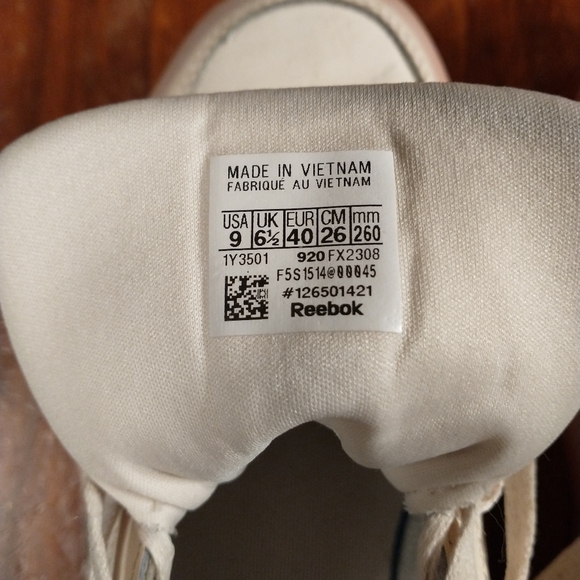 MADE IN VIETNAM
FABRIQUÉ AU VIETNAM
USA UK EUR CM mm
9 6½ 40 26 260
1Y3501 920 FX2308
F5S1514@00045
#126501421
Reebok